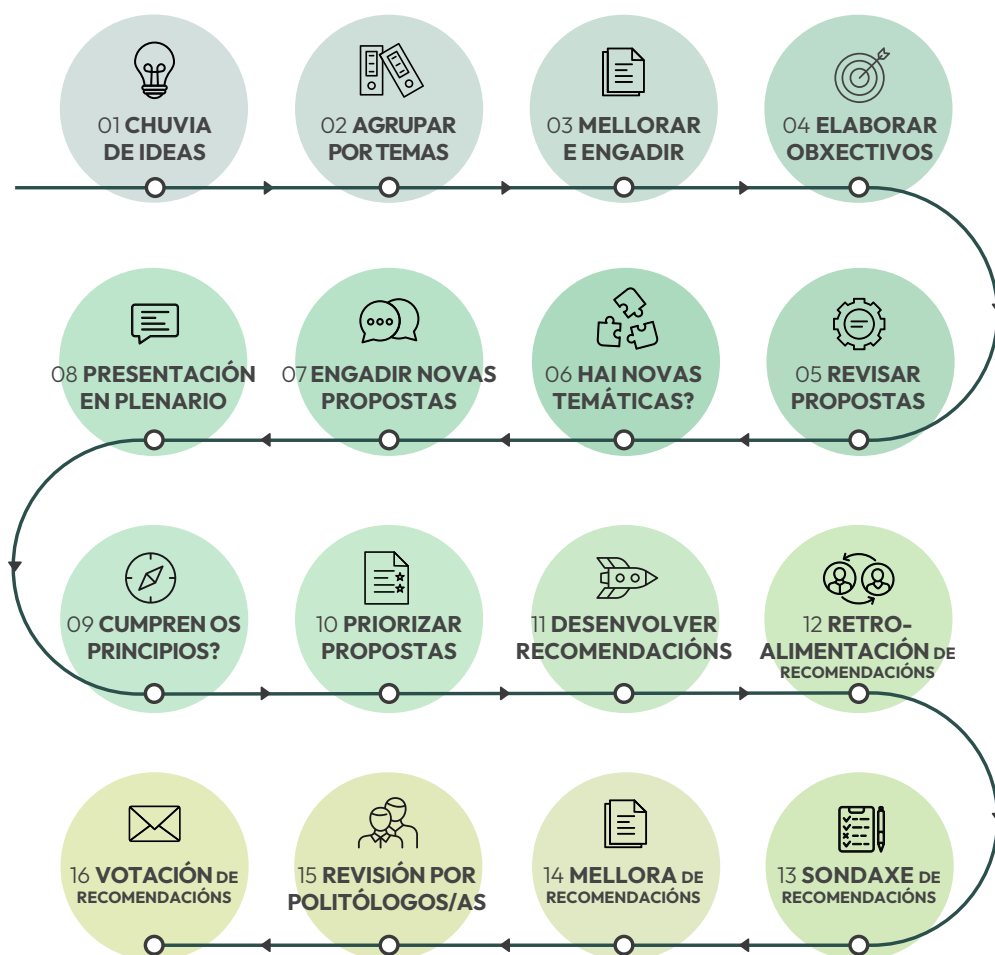 01 CHUVIA
DE IDEAS
02 AGRUPAR
POR TEMAS
03 MELLORAR
E ENGADIR
04 ELABORAR
OBXECTIVOS
08 PRESENTACIÓN
EN PLENARIO
07 ENGADIR NOVAS
PROPOSTAS
06 HAI NOVAS
TEMÁTICAS?
05 REVISAR
PROPOSTAS
09 CUMPREN OS
PRINCIPIOS?
10 PRIORIZAR
PROPOSTAS
11 DESENVOLVER
RECOMENDACIÓNS
12 RETRO-
ALIMENTACIÓN DE
RECOMENDACIÓNS
16 VOTACIÓN DE
RECOMENDACIÓNS
15 REVISIÓN POR
POLITÓLOGOS/AS
14 MELLORA DE
RECOMENDACIÓNS
13 SONDAXE DE
RECOMENDACIÓNS